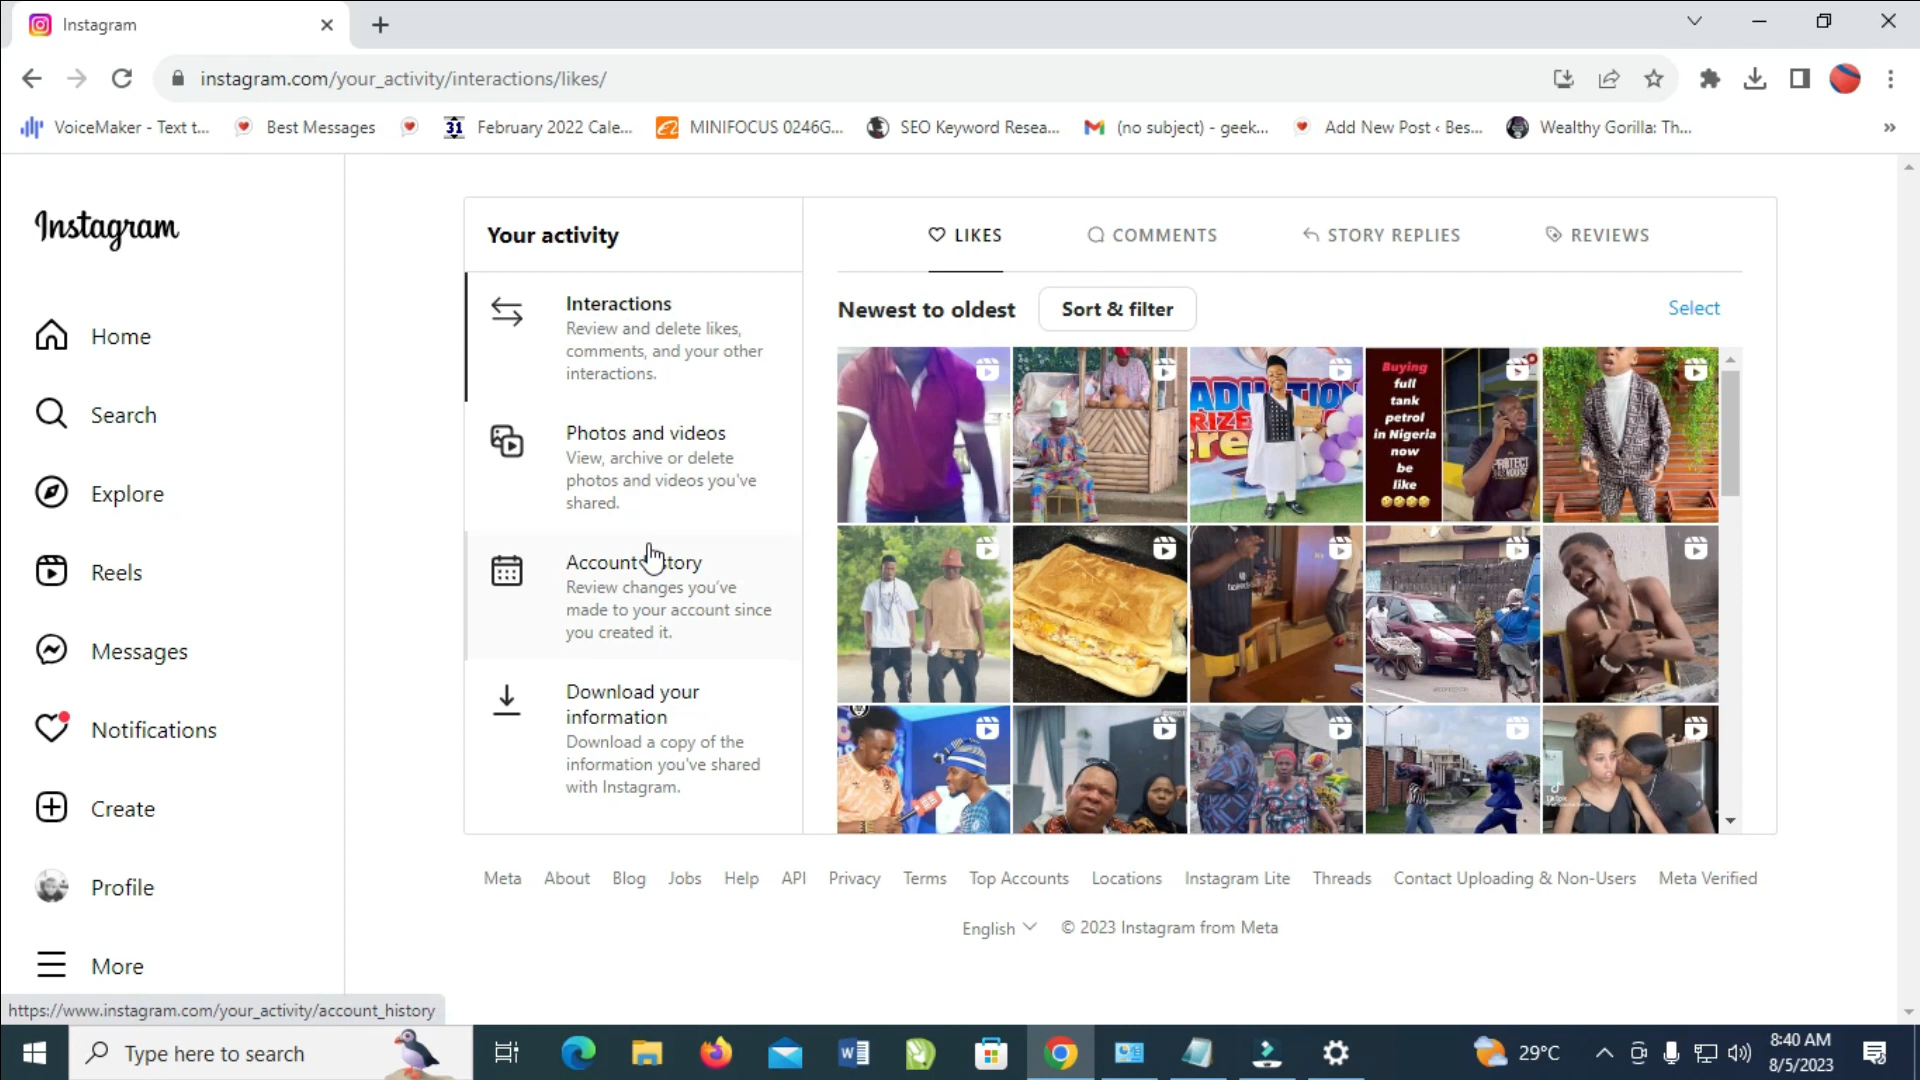 Instagram
instagram.com/your_activity/interactions/likes/
VoiceMaker - Text t...
Best Messages
31
February 2022 Cale...
MINIFOCUS 0246G...
SEO Keyword Resea...
(no subject) - geek...
Add New Post ‹ Bes...
Wealthy Gorilla: Th...
»
Instagram
Home
Search
Explore
Reels
Messages
Notifications
Create
Profile
More
Your activity
Interactions
Review and delete likes,
comments, and your other
interactions.
Photos and videos
View, archive or delete
photos and videos you've
shared.
Account history
Review changes you've
made to your account since
you created it.
Download your
information
Download a copy of the
information you've shared
with Instagram.
LIKES
COMMENTS
STORY REPLIES
REVIEWS
Newest to oldest
Sort & filter
Select
Buying
full
tank
petrol
in Nigeria
now
be
like
Meta About Blog Jobs Help API Privacy Terms Top Accounts Locations Instagram Lite Threads Contact Uploading & Non-Users Meta Verified
English
© 2023 Instagram from Meta
https://www.instagram.com/your_activity/account_history
Type here to search
29°C
8:40 AM
8/5/2023